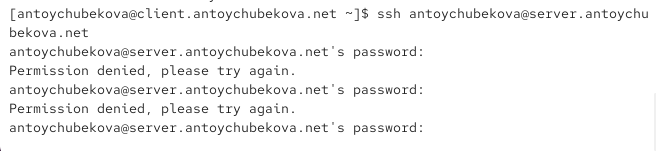 [antoychubekova@client.antoychubekova.net ~]$ ssh antoychubekova@server.antoychu
bekova.net
antoychubekova@server.antoychubekova.net's password:
Permission denied, please try again.
antoychubekova@server.antoychubekova.net's password:
Permission denied, please try again.
antoychubekova@server.antoychubekova.net's password: